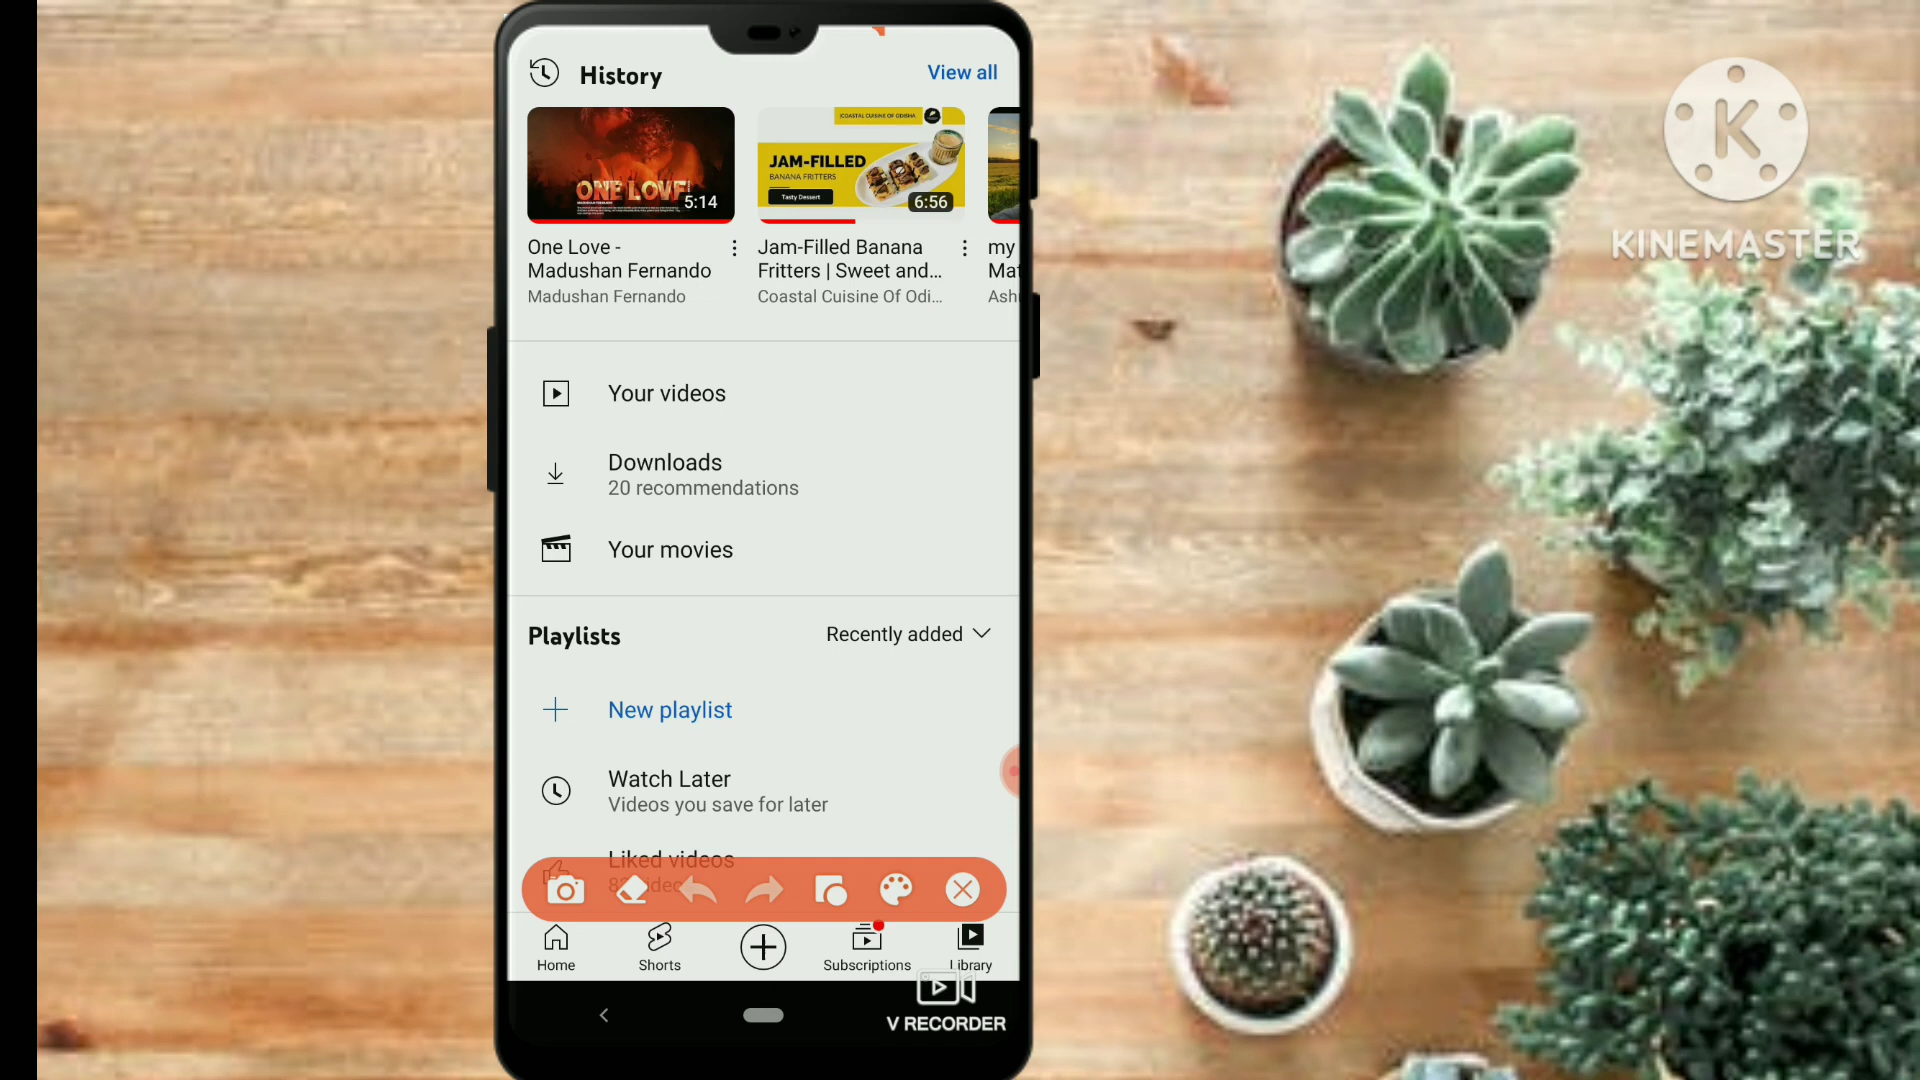 History
View all
COASTAL CUISINE OF ODISHA
JAM-FILLED
BANANA FRITTERS
Tasty Dessert
ONE LOVE!
5:14
6:56
One Love -
Madushan Fernando
Madushan Fernando
Jam-Filled Banana
Fritters | Sweet and...
Coastal Cuisine Of Odi...
my
Mat
Ash
K
KINEMASTER
Your videos
Downloads
20 recommendations
Your movies
Playlists
Recently added
New playlist
Watch Later
Videos you save for later
Liked videos
Home
Shorts
Subscriptions
Library
V RECORDER